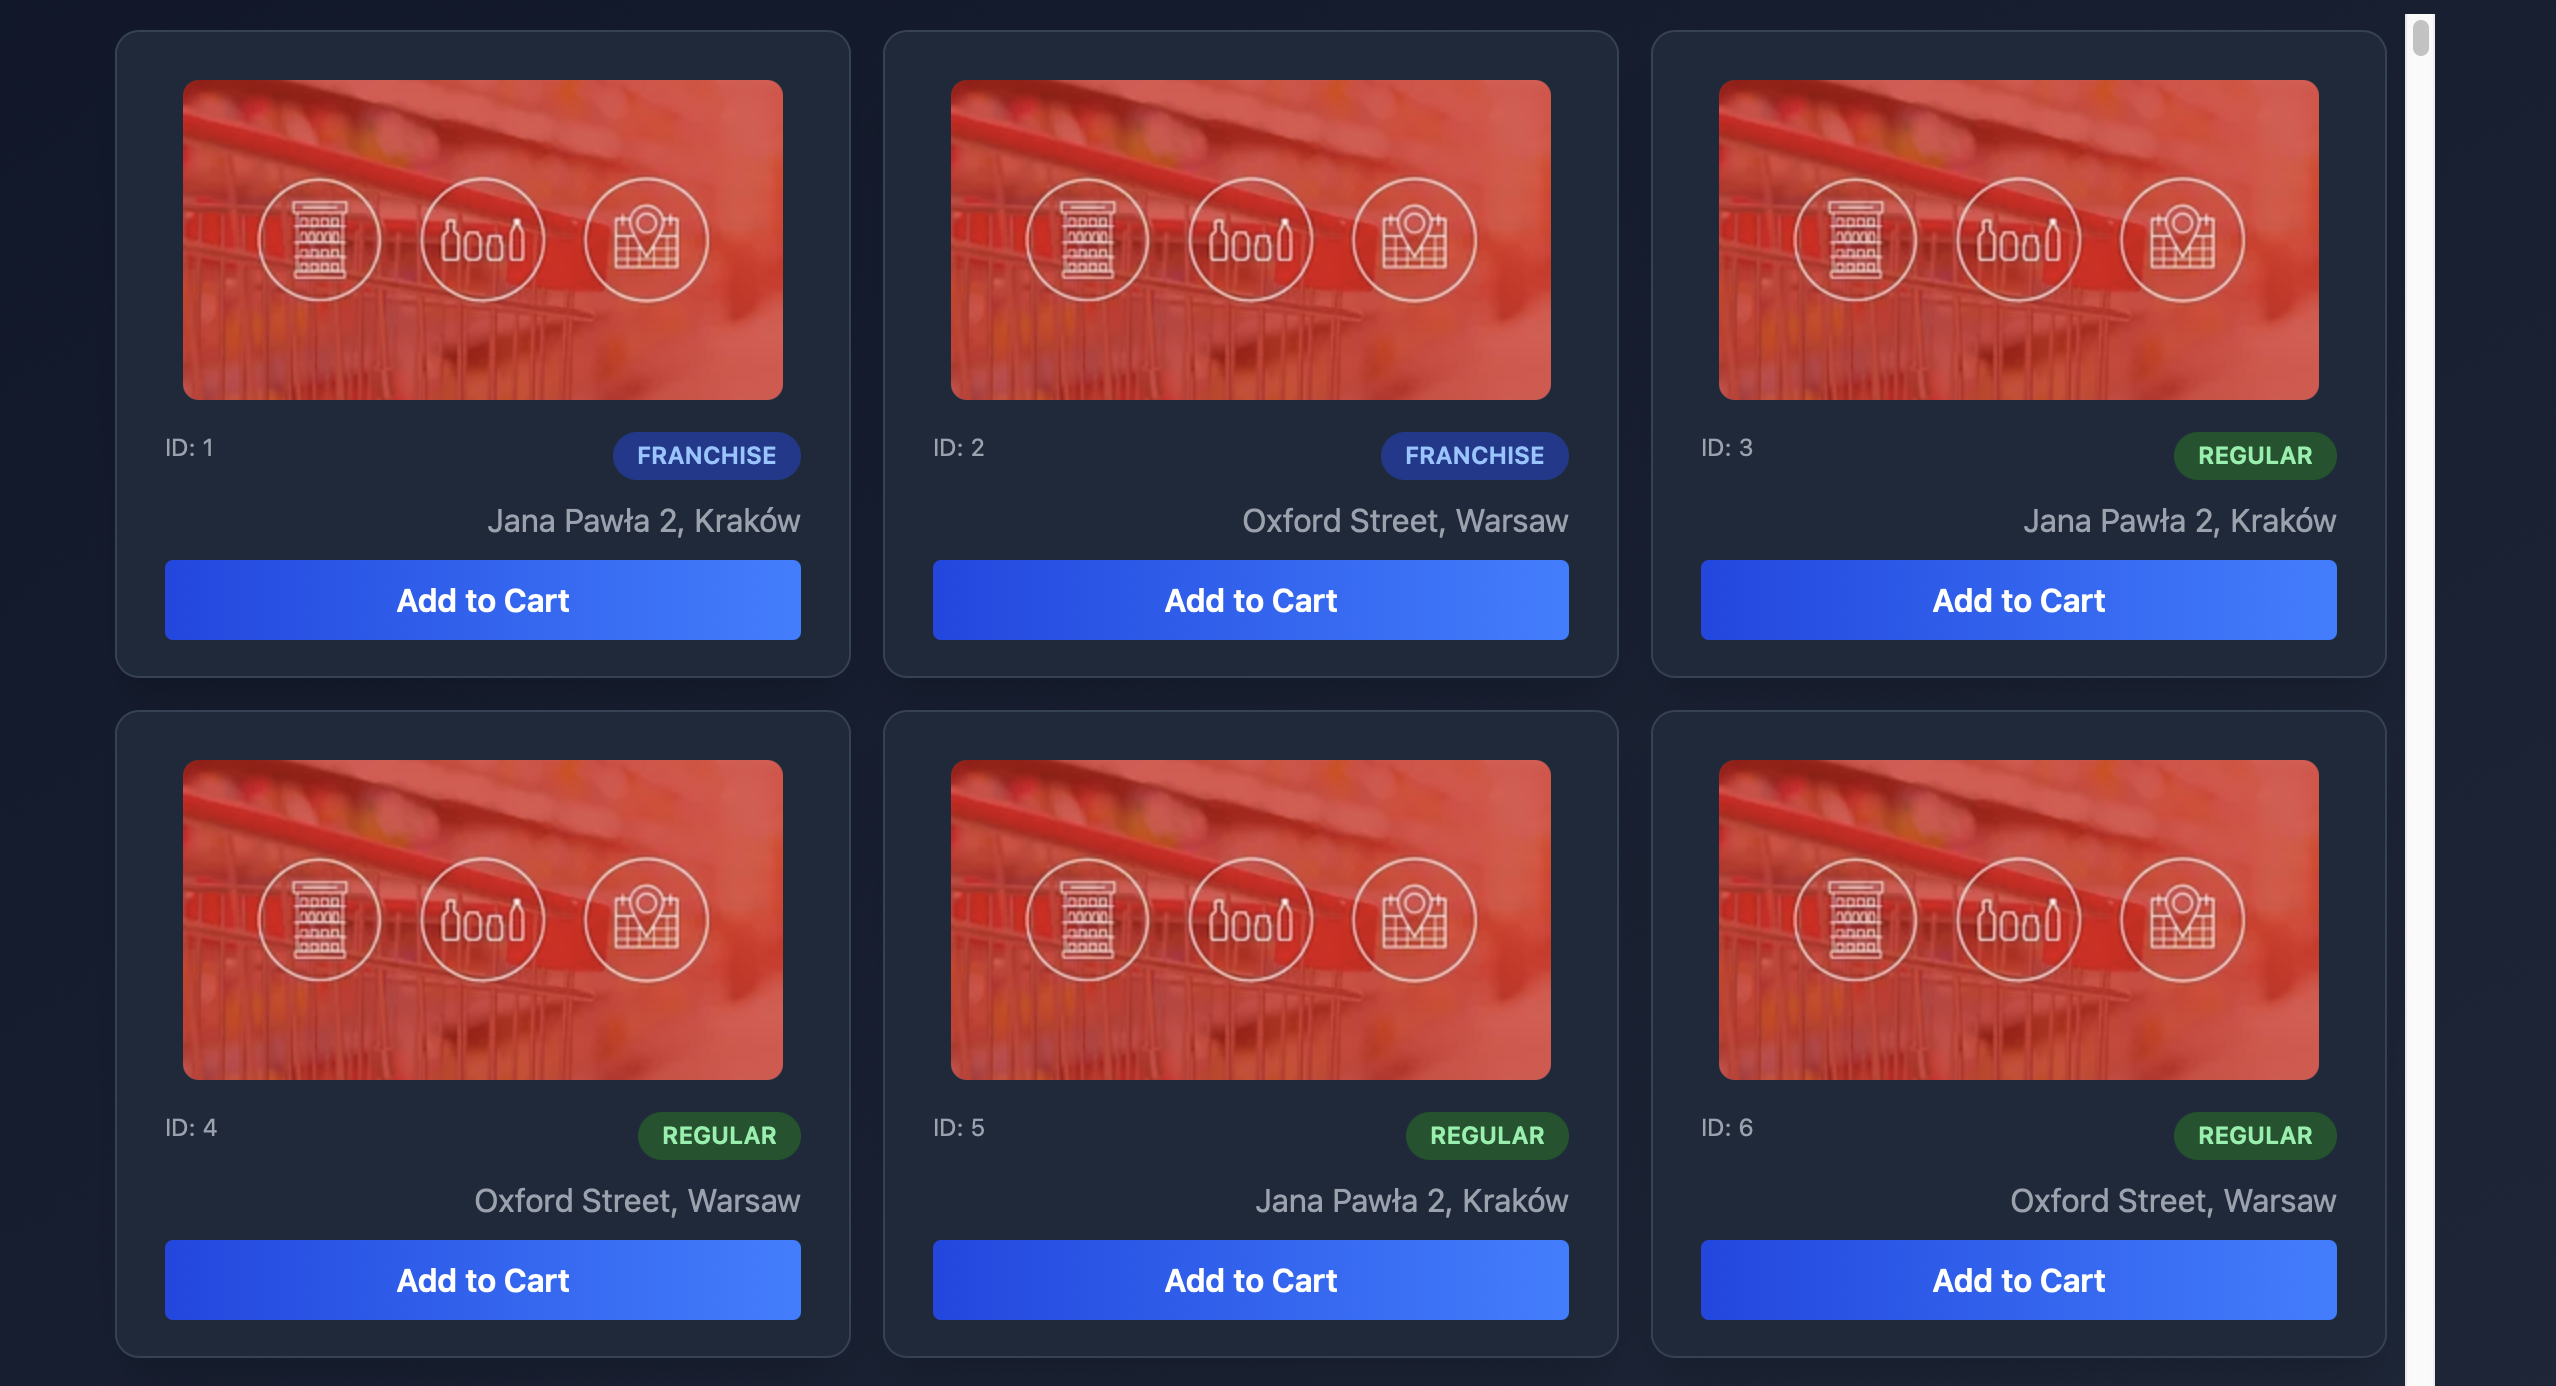 ID: 1
FRANCHISE
Jana Pawła 2, Kraków
Add to Cart
ID: 2
FRANCHISE
Oxford Street, Warsaw
Add to Cart
ID: 3
REGULAR
Jana Pawła 2, Kraków
Add to Cart
ID: 4
REGULAR
Oxford Street, Warsaw
Add to Cart
ID: 5
REGULAR
Jana Pawła 2, Kraków
Add to Cart
ID: 6
REGULAR
Oxford Street, Warsaw
Add to Cart